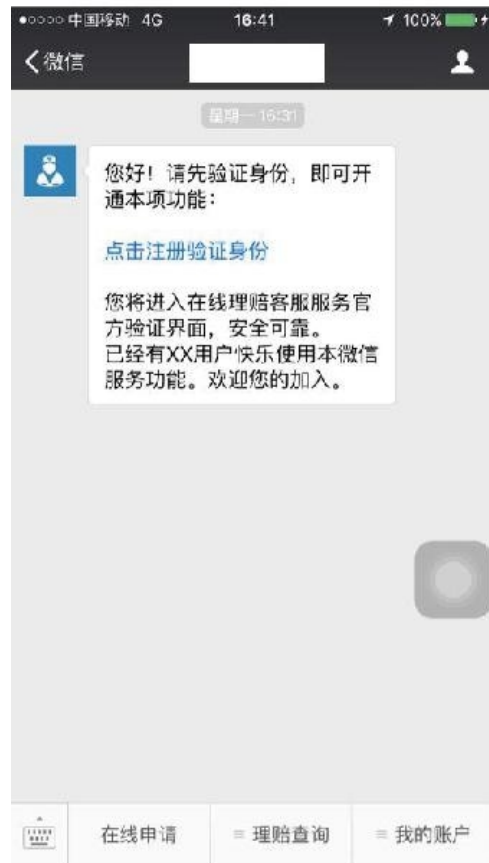 中国移动 4G 16:41 100%
微信
星期一 16:31
您好！请先验证身份，即可开
通本项功能：
点击注册验证身份
您将进入在线理赔客服服务官
方验证界面，安全可靠。
已经有XX用户快乐使用本微信
服务功能。欢迎您的加入。
在线申请 理赔查询 我的账户